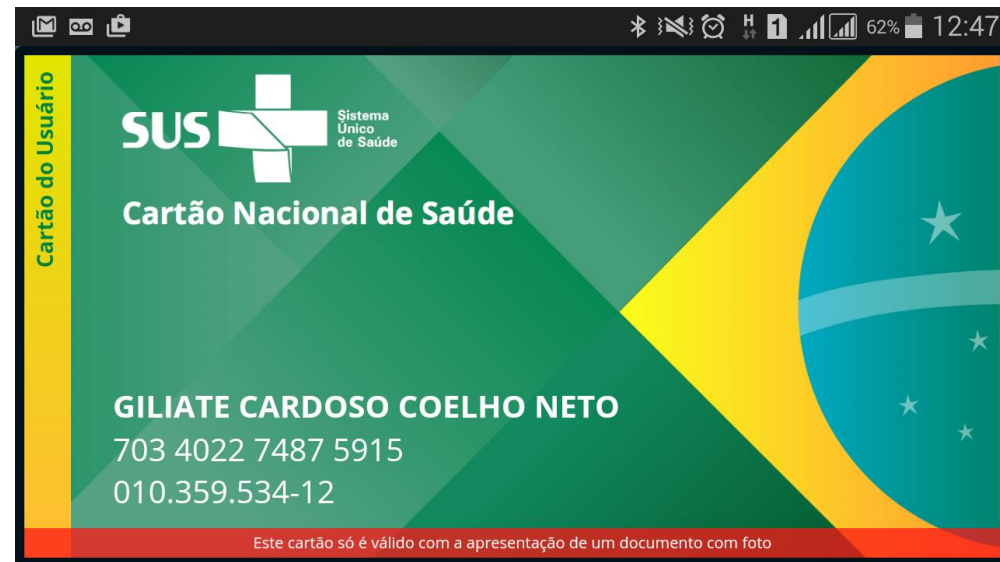 62% 12:47
Cartão do Usuário
SUS
Sistema
Único
de Saúde
Cartão Nacional de Saúde
GILIATE CARDOSO COELHO NETO
703 4022 7487 5915
010.359.534-12
Este cartão só é válido com a apresentação de um documento com foto